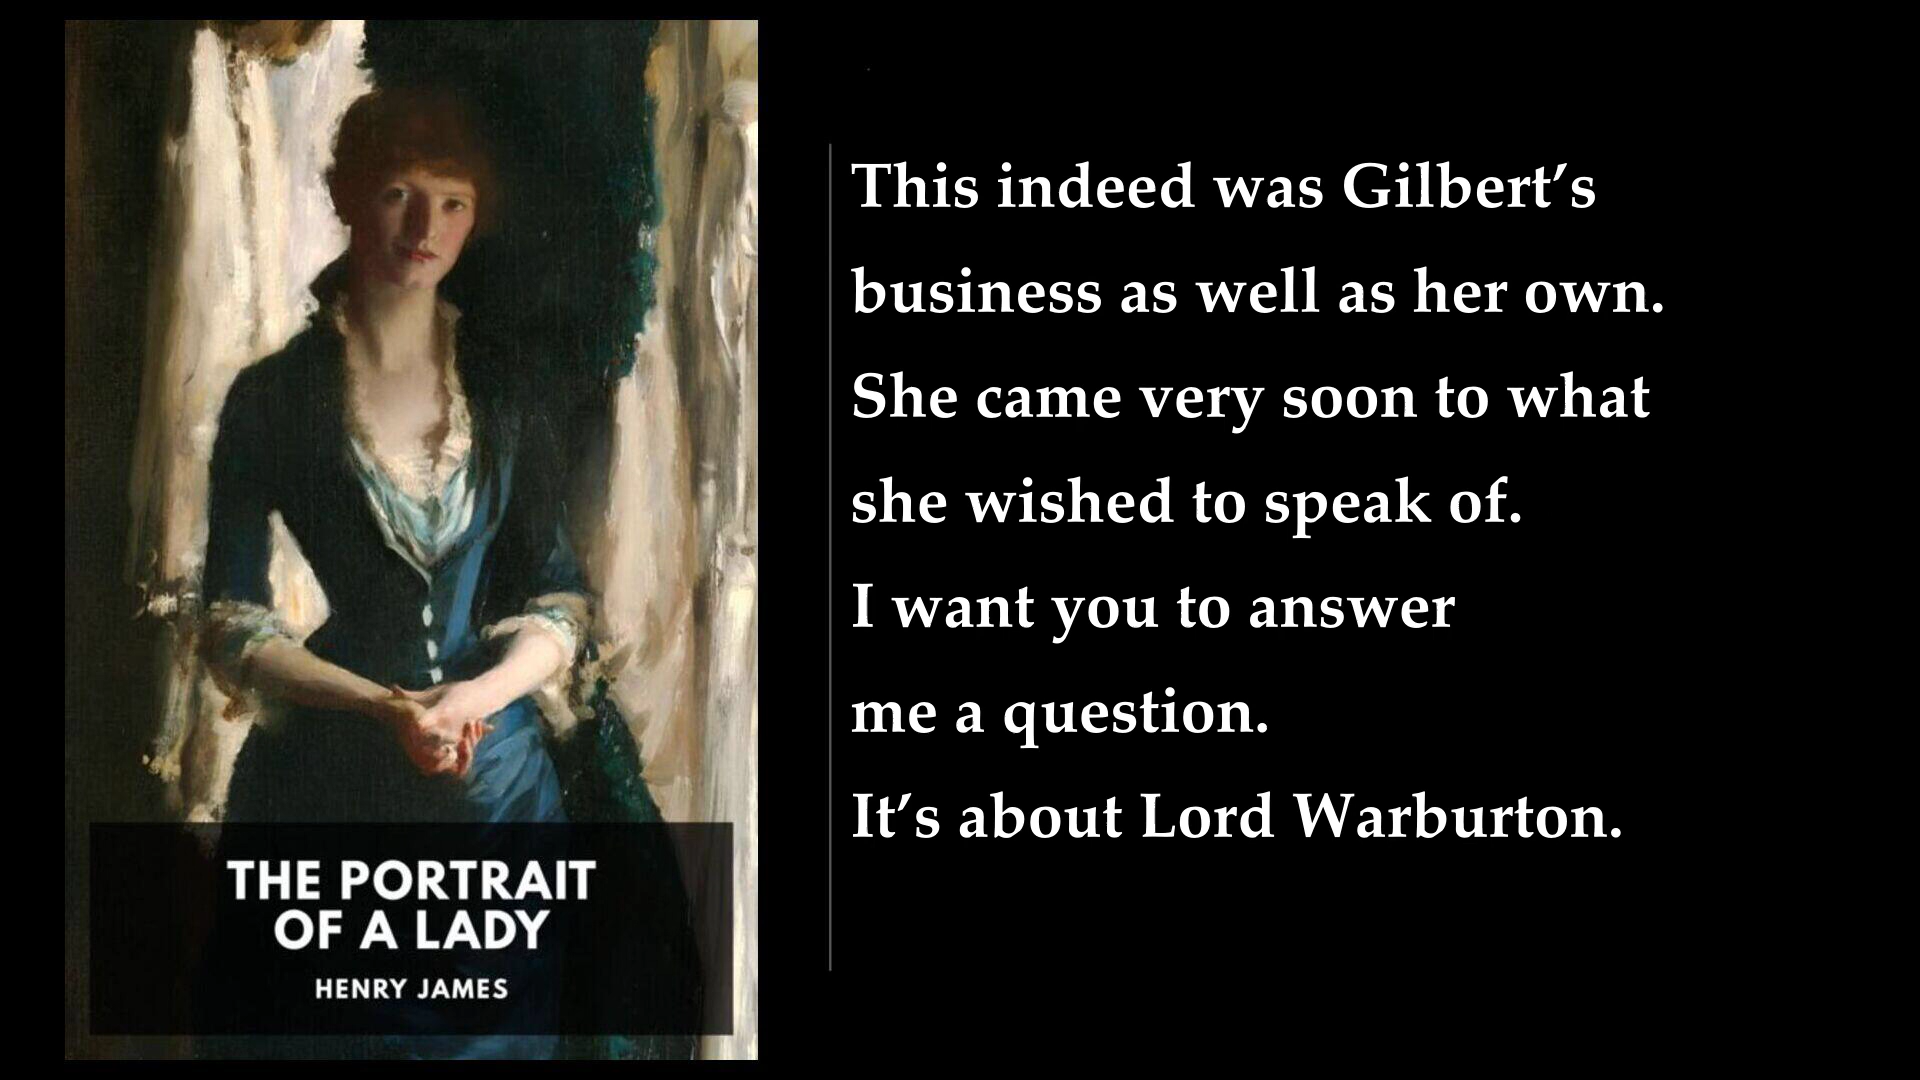 THE PORTRAIT
OF A LADY
HENRY JAMES
This indeed was Gilbert’s
business as well as her own.
She came very soon to what
she wished to speak of.
I want you to answer
me a question.
It’s about Lord Warburton.